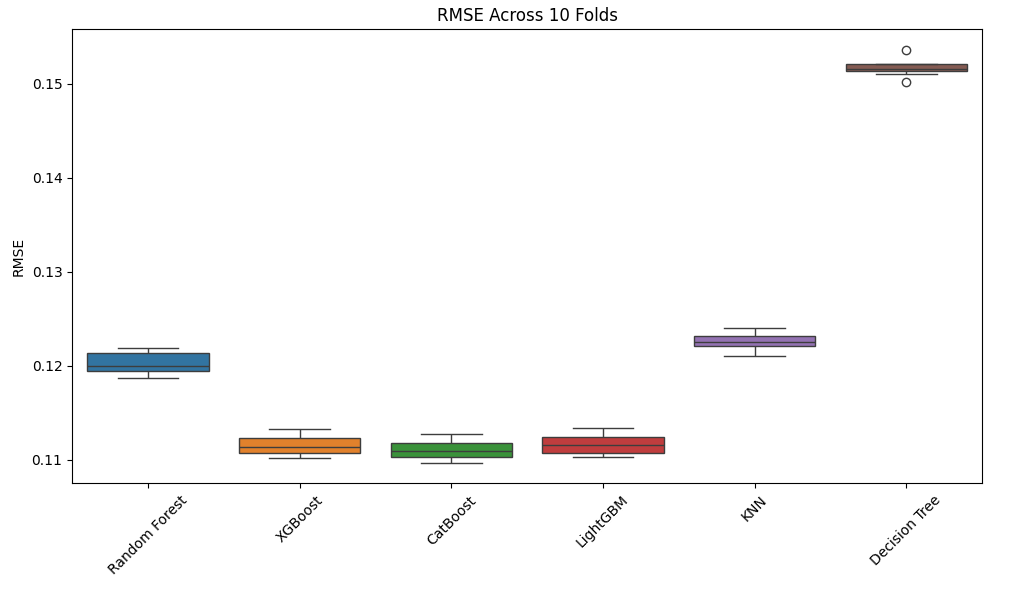 RMSE Across 10 Folds
RMSE
0.15
0.14
0.13
0.12
0.11
Random Forest
XGBoost
CatBoost
LightGBM
KNN
Decision Tree